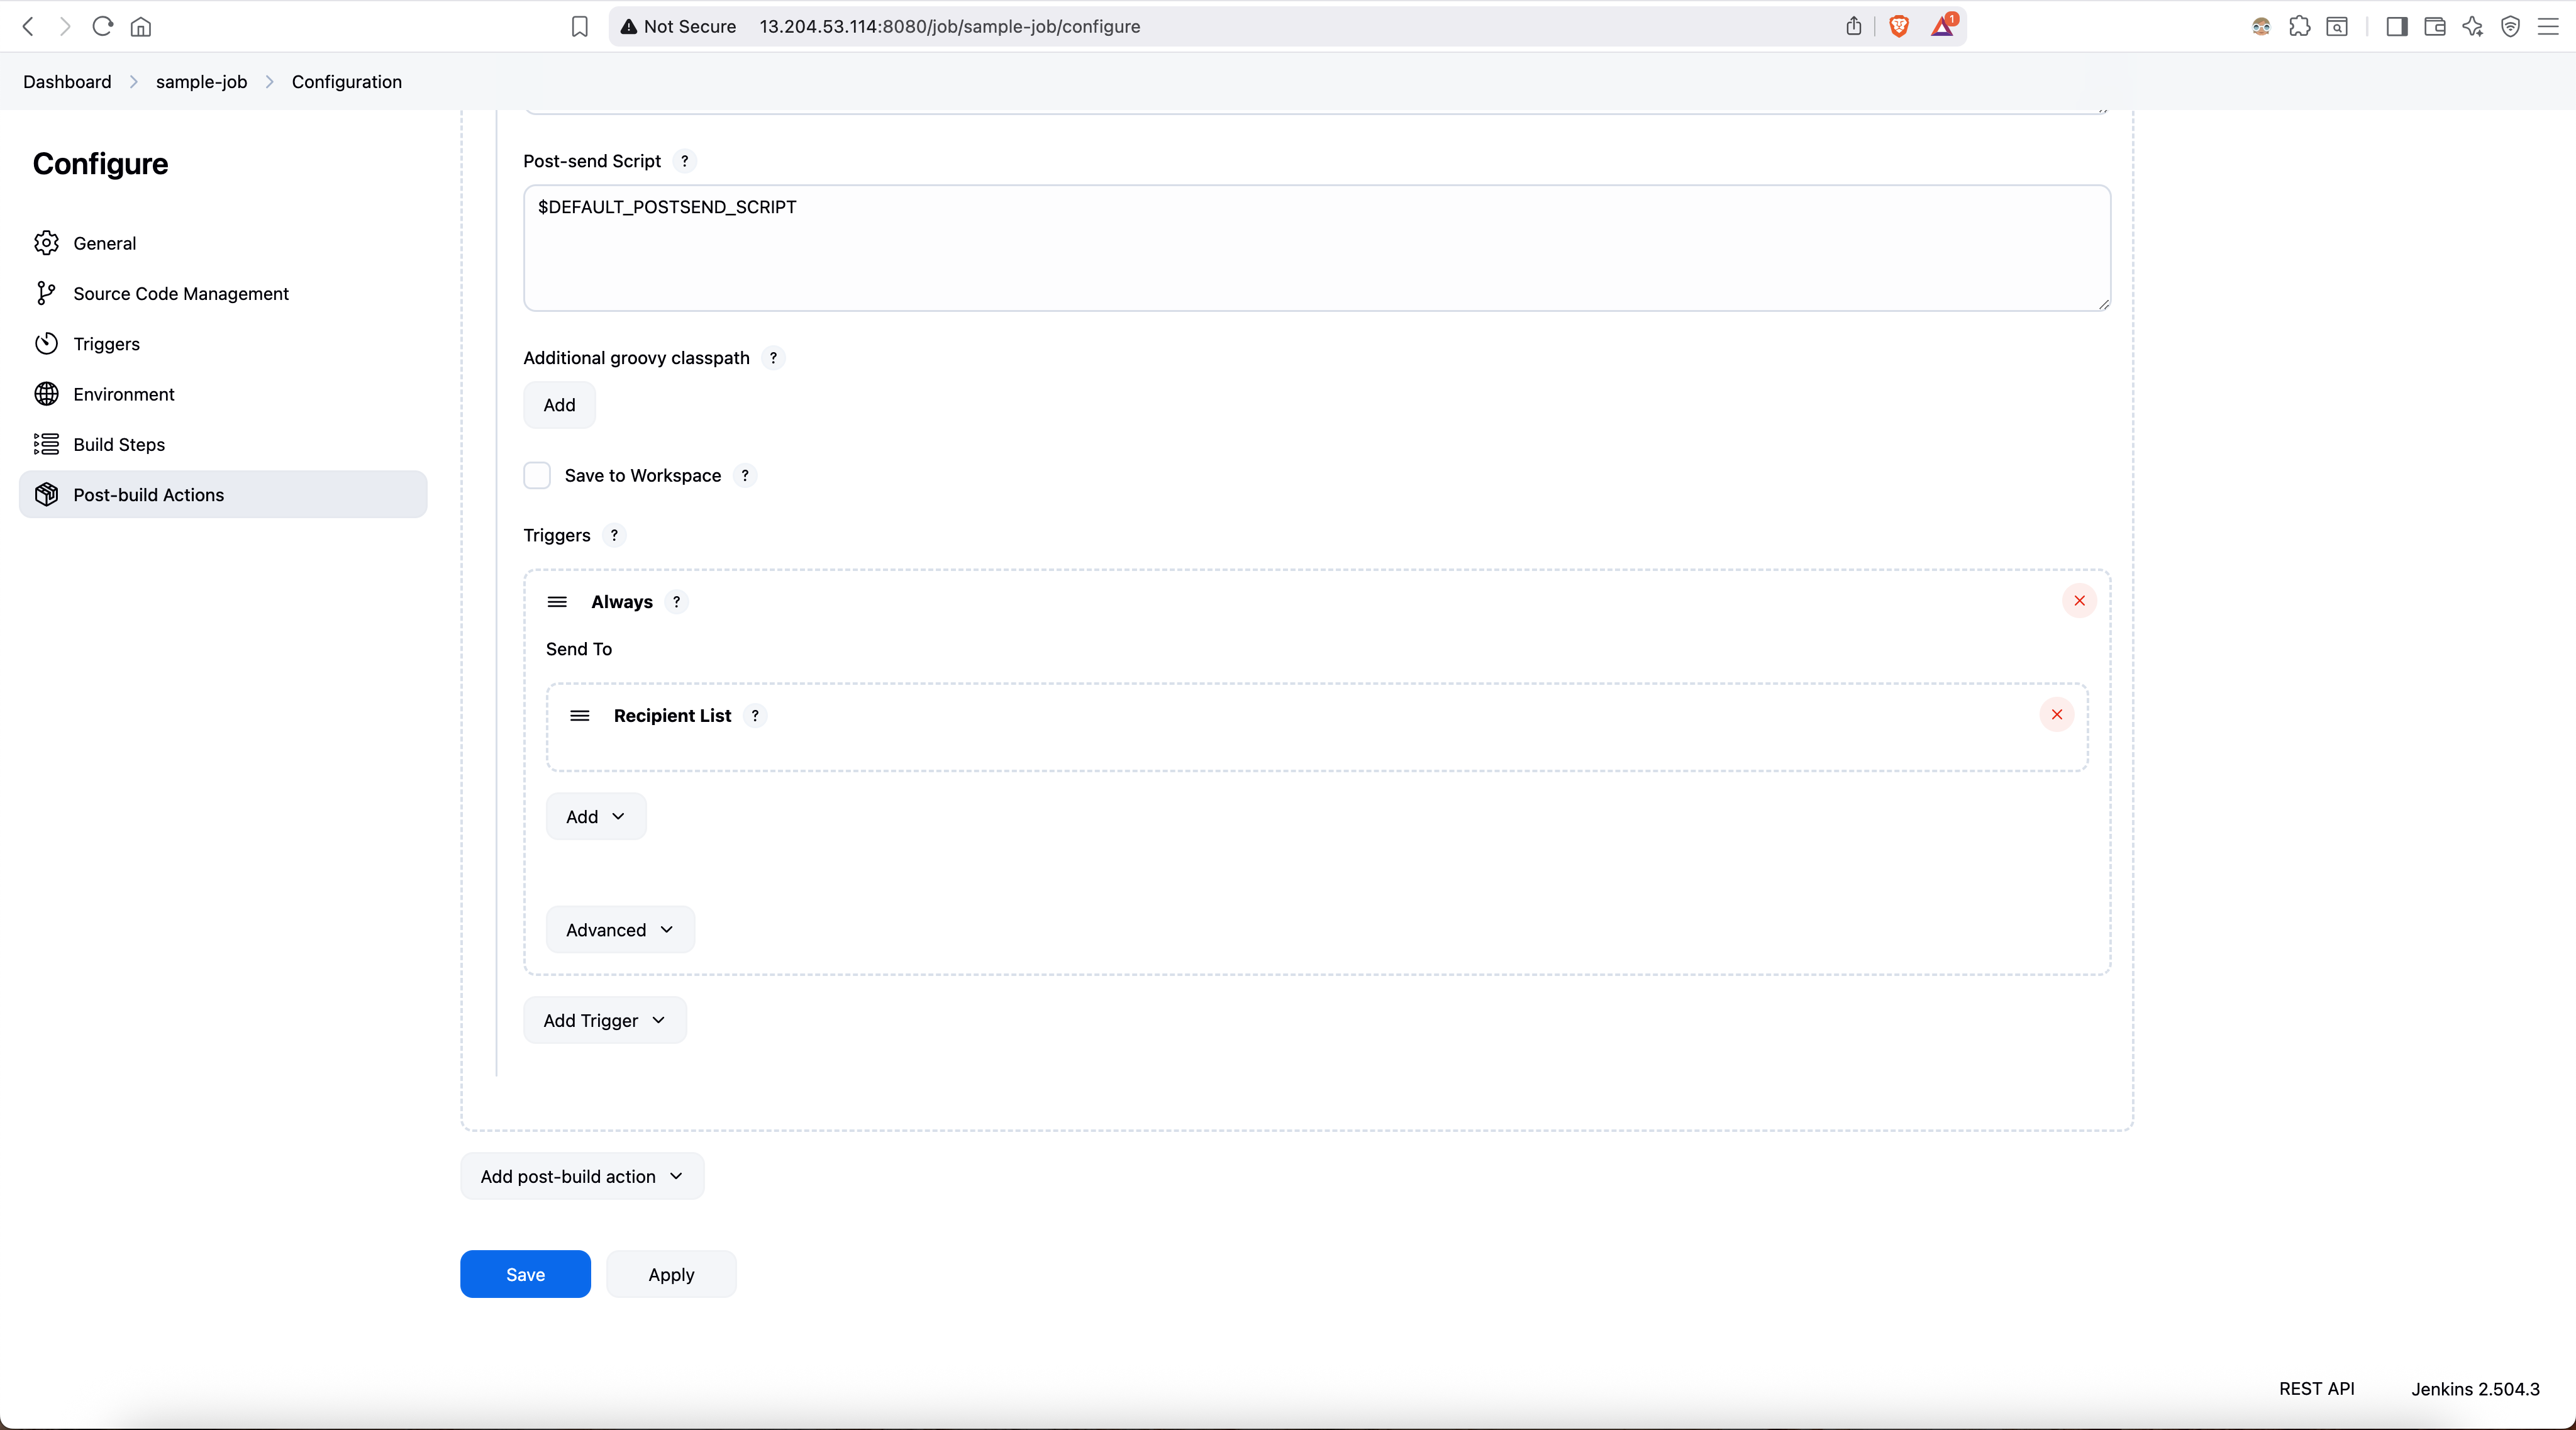 Not Secure 13.204.53.114:8080/job/sample-job/configure
1
Dashboard
sample-job
Configuration
Configure
General
Source Code Management
Triggers
Environment
Build Steps
Post-build Actions
Post-send Script ?
$DEFAULT_POSTSEND_SCRIPT
Additional groovy classpath ?
Add
Save to Workspace ?
Triggers ?
Always ?
Send To
Recipient List ?
Add
Advanced
Add Trigger
Add post-build action
Save
Apply
REST API
Jenkins 2.504.3